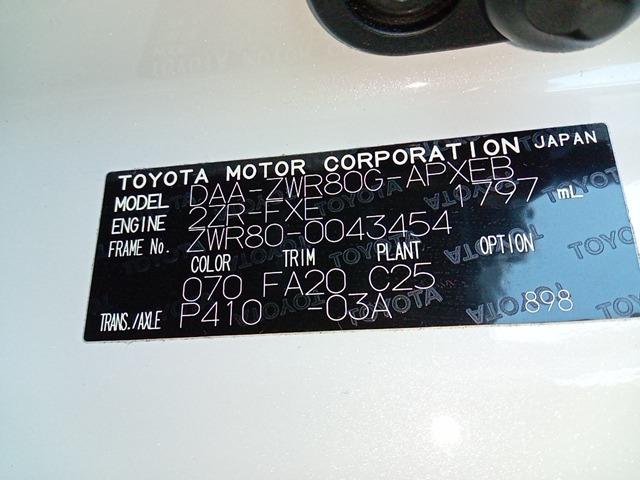 TOYOTA MOTOR CORPORATION JAPAN
MODEL DAA-ZWR80G-APXEB
ENGINE 2ZR-FXE 1797 mL
FRAME No. ZWR80-0043454
COLOR TRIM PLANT OPTION
070 FA20 C25
TRANS./AXLE P410 -03A 898